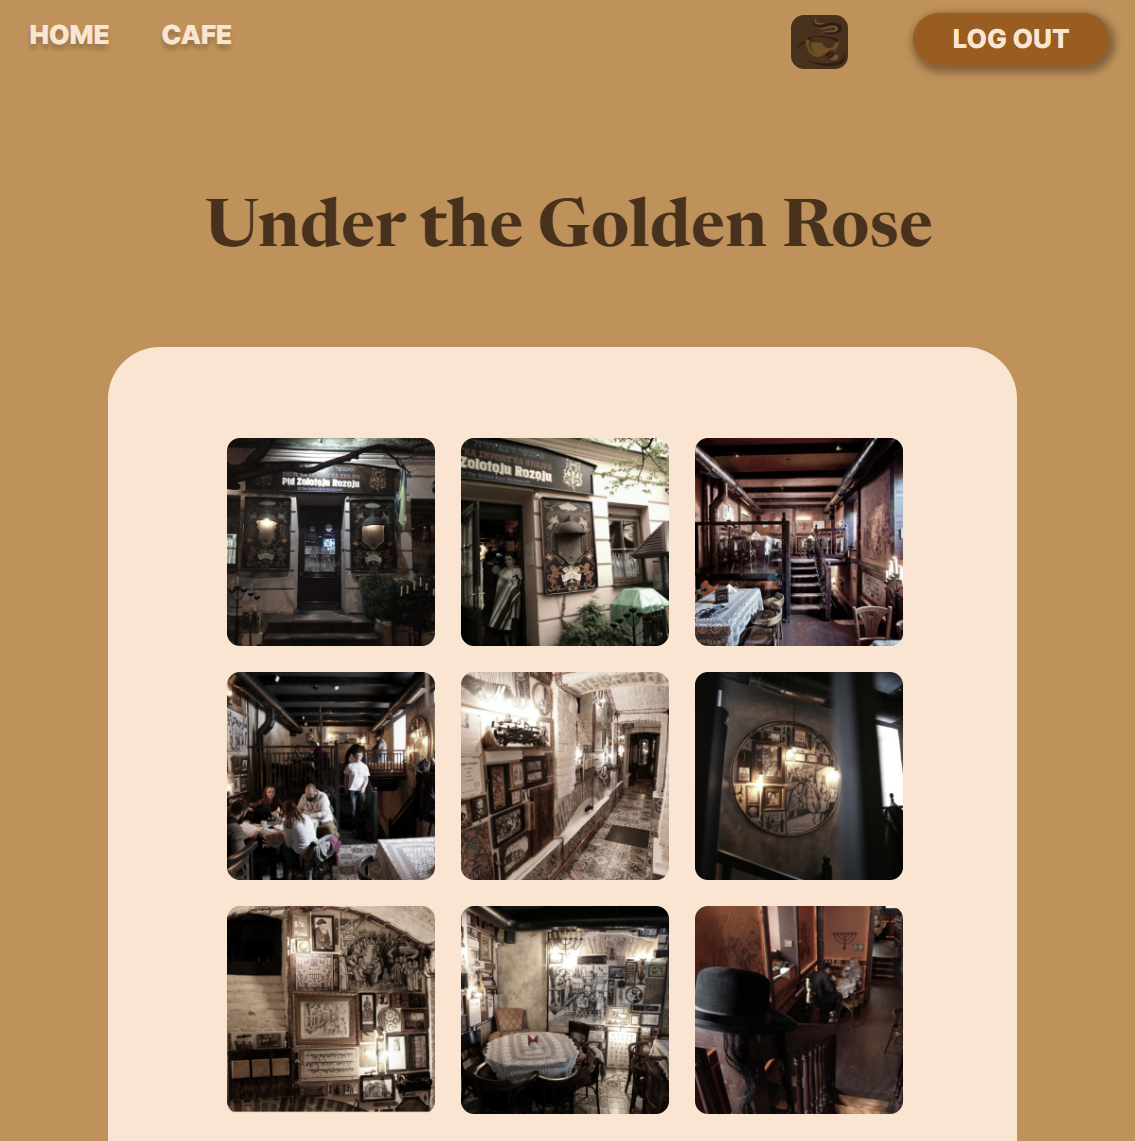 HOME CAFE LOG OUT
Under the Golden Rose
Pid Zolotoju Rozoju
Zolotoju Rozoju